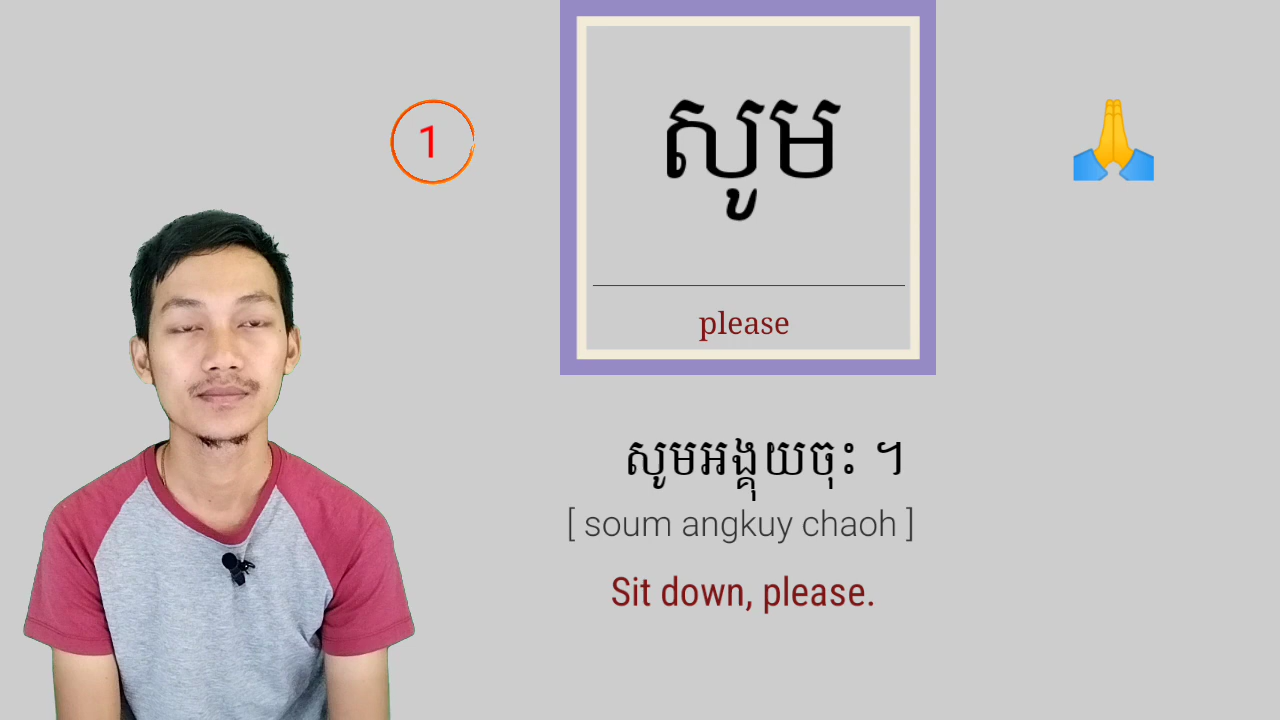 1
សូម
please
សូមអង្គុយចុះ ។
[ soum angkuy chaoh ]
Sit down, please.